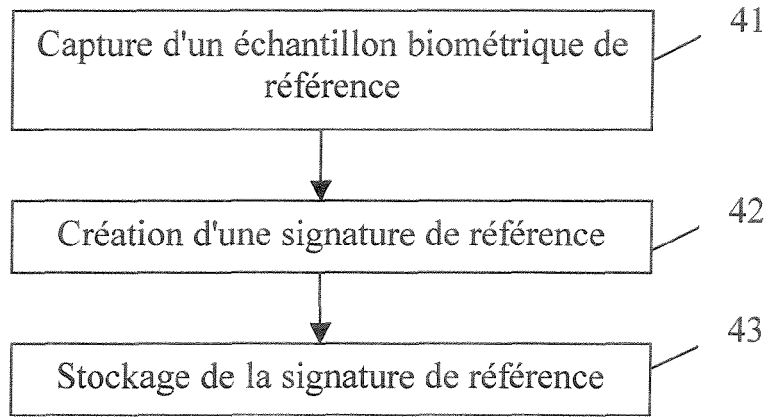 41
Capture d'un échantillon biométrique de
référence
42
Création d'une signature de référence
43
Stockage de la signature de référence